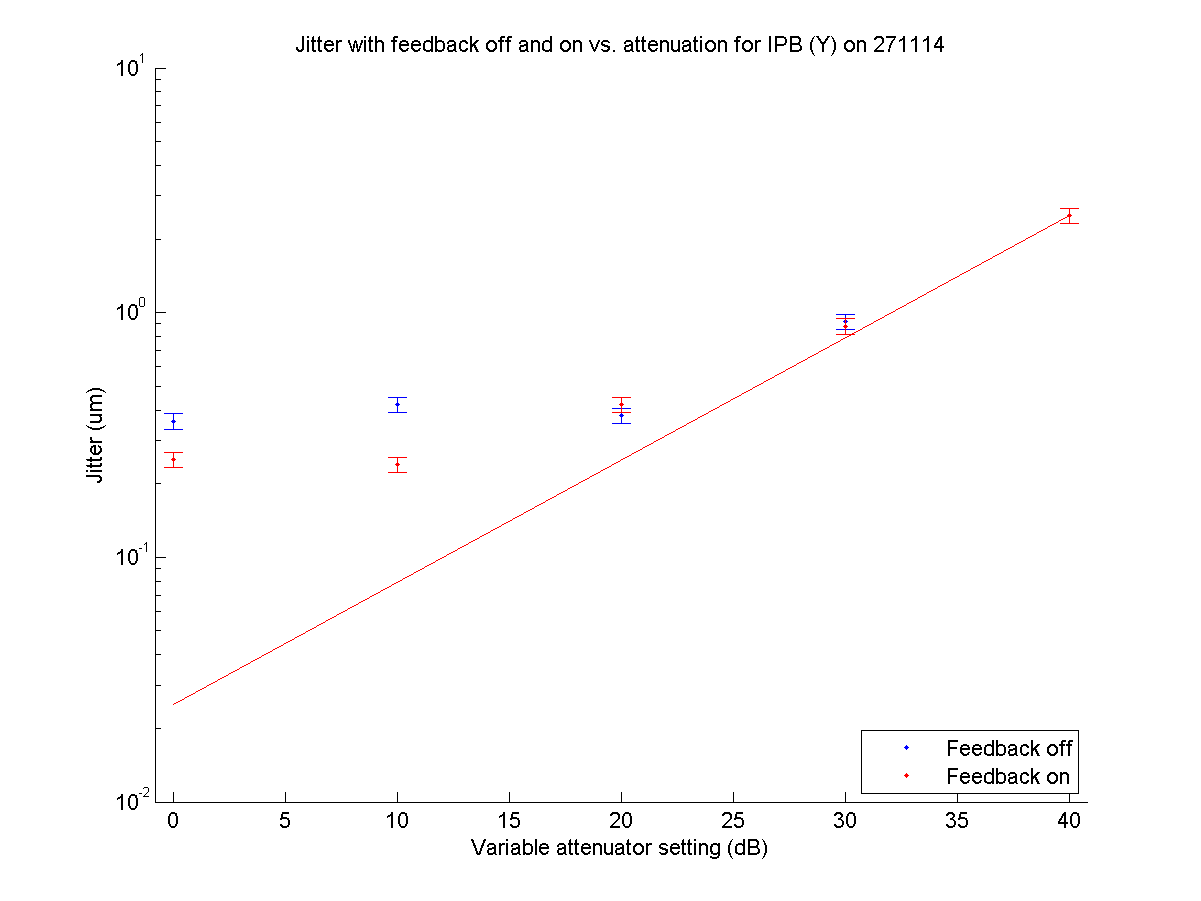 Jitter with feedback off and on vs. attenuation for IPB (Y) on 271114
10^1
10^0
10^-1
10^-2
Jitter (um)
0 5 10 15 20 25 30 35 40
Variable attenuator setting (dB)
Feedback off
Feedback on